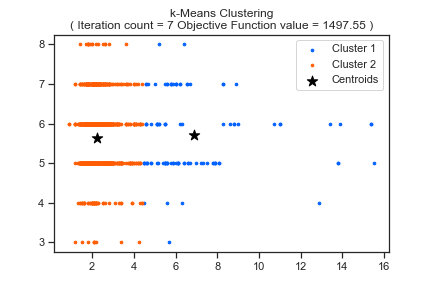 k-Means Clustering
( Iteration count = 7 Objective Function value = 1497.55 )
8
7
6
5
4
3
2
4
6
8
10
12
14
16
Cluster 1
Cluster 2
Centroids